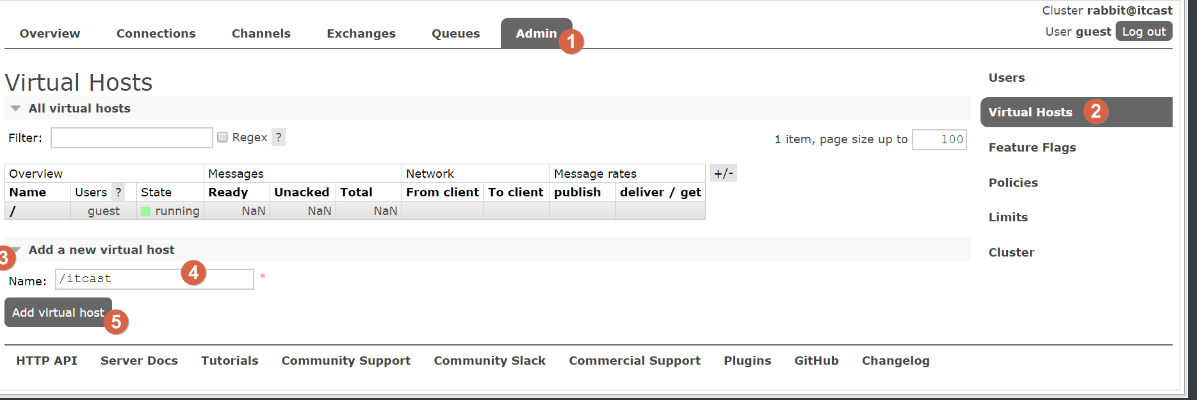 Cluster rabbit@itcast
User guest Log out
Overview Connections Channels Exchanges Queues Admin 1
Virtual Hosts
All virtual hosts
Filter: Regex ? 1 item, page size up to 100
Overview Messages Network Message rates +/-
Name Users ? State Ready Unacked Total From client To client publish deliver / get
/ guest running NaN NaN NaN
3 Add a new virtual host
Name: /itcast 4 *
Add virtual host 5
Users
Virtual Hosts 2
Feature Flags
Policies
Limits
Cluster
HTTP API Server Docs Tutorials Community Support Community Slack Commercial Support Plugins GitHub Changelog